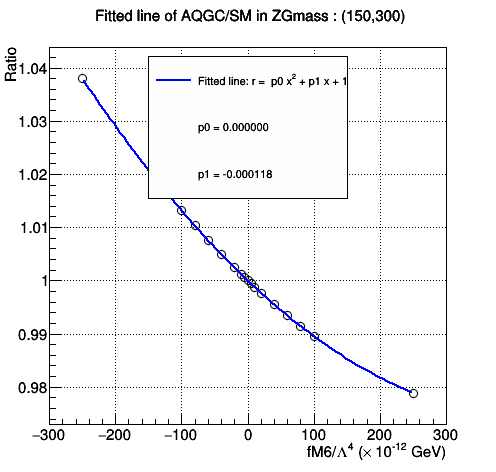 Fitted line of AQGC/SM in ZGmass : (150,300)
Ratio
1.04
1.03
1.02
1.01
1
0.99
0.98
Fitted line: r = p0 x² + p1 x + 1
p0 = 0.000000
p1 = -0.000118
−300 −200 −100 0 100 200 300
fM6/Λ⁴ (× 10⁻¹² GeV)